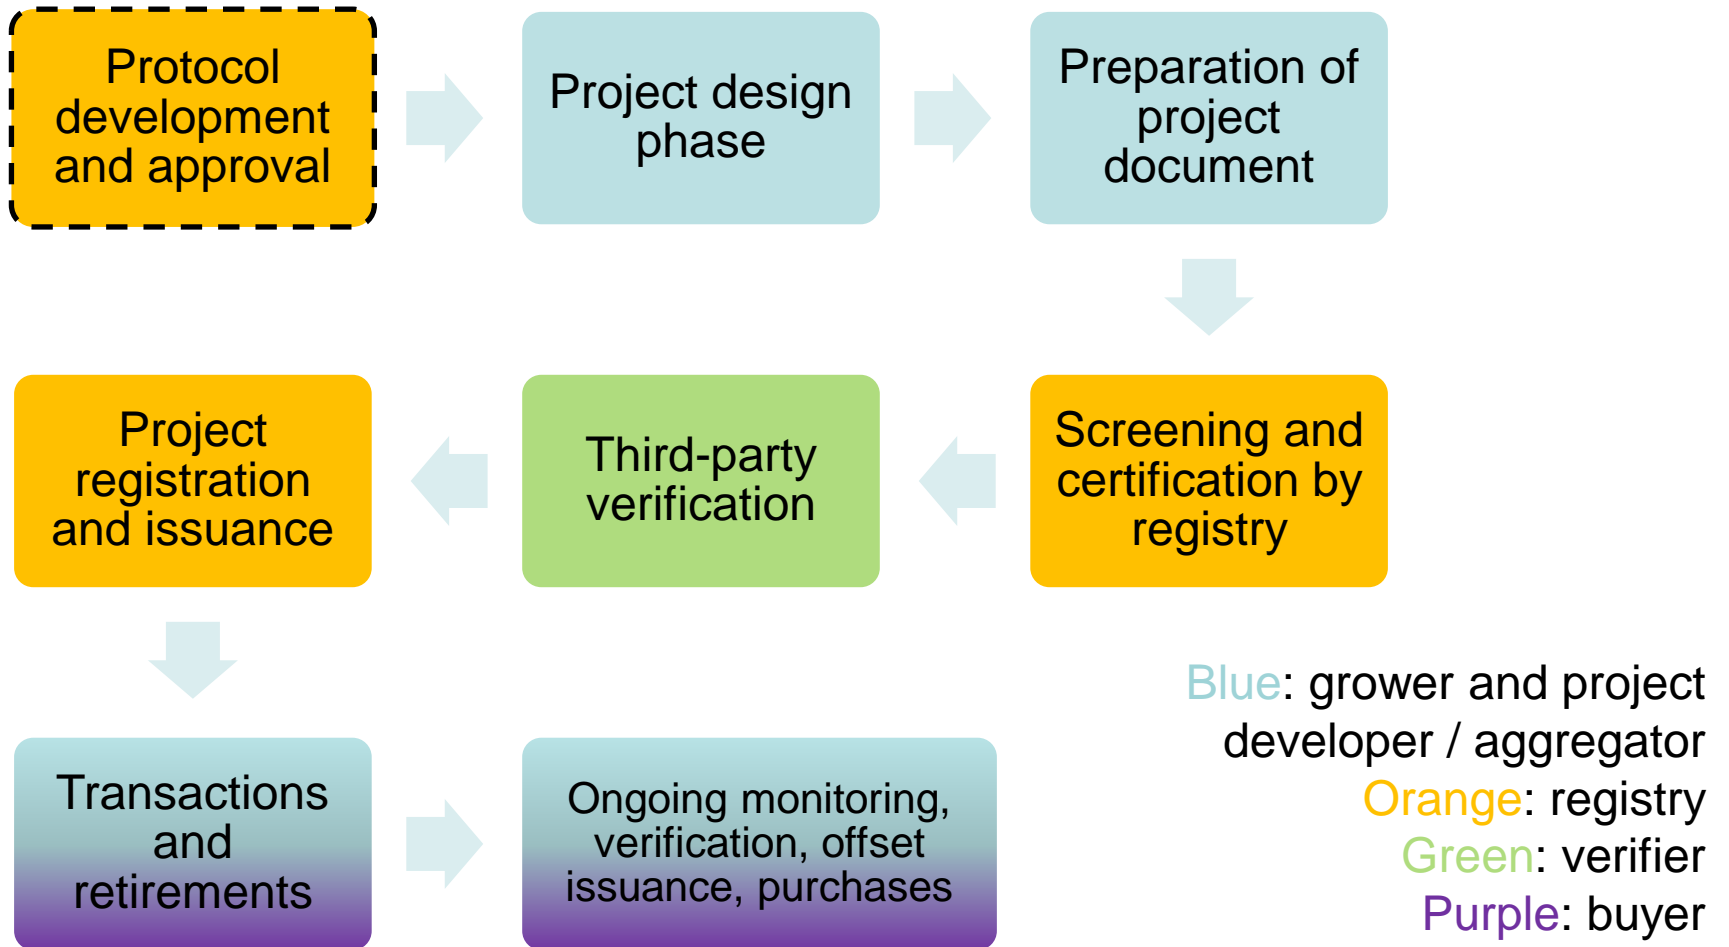 Protocol
development
and approval
Project design
phase
Preparation of
project
document
Project
registration
and issuance
Third-party
verification
Screening and
certification by
registry
Transactions
and
retirements
Ongoing monitoring,
verification, offset
issuance, purchases
Blue: grower and project
developer / aggregator
Orange: registry
Green: verifier
Purple: buyer